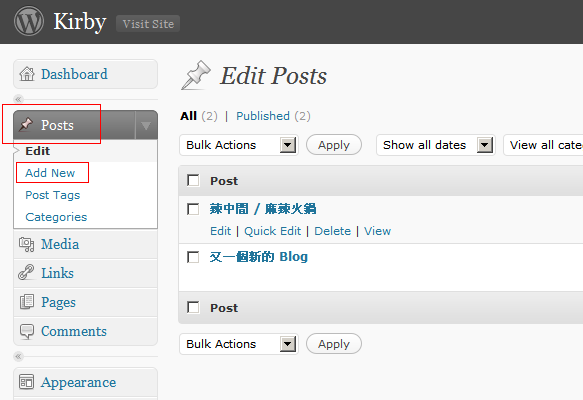 Kirby Visit Site
Dashboard
Posts
Edit
Add New
Post Tags
Categories
Media
Links
Pages
Comments
Appearance
Edit Posts
All (2) | Published (2)
Bulk Actions Apply Show all dates View all cate
Post
辣中間 / 麻辣火鍋
Edit | Quick Edit | Delete | View
又一個新的 Blog
Post
Bulk Actions Apply